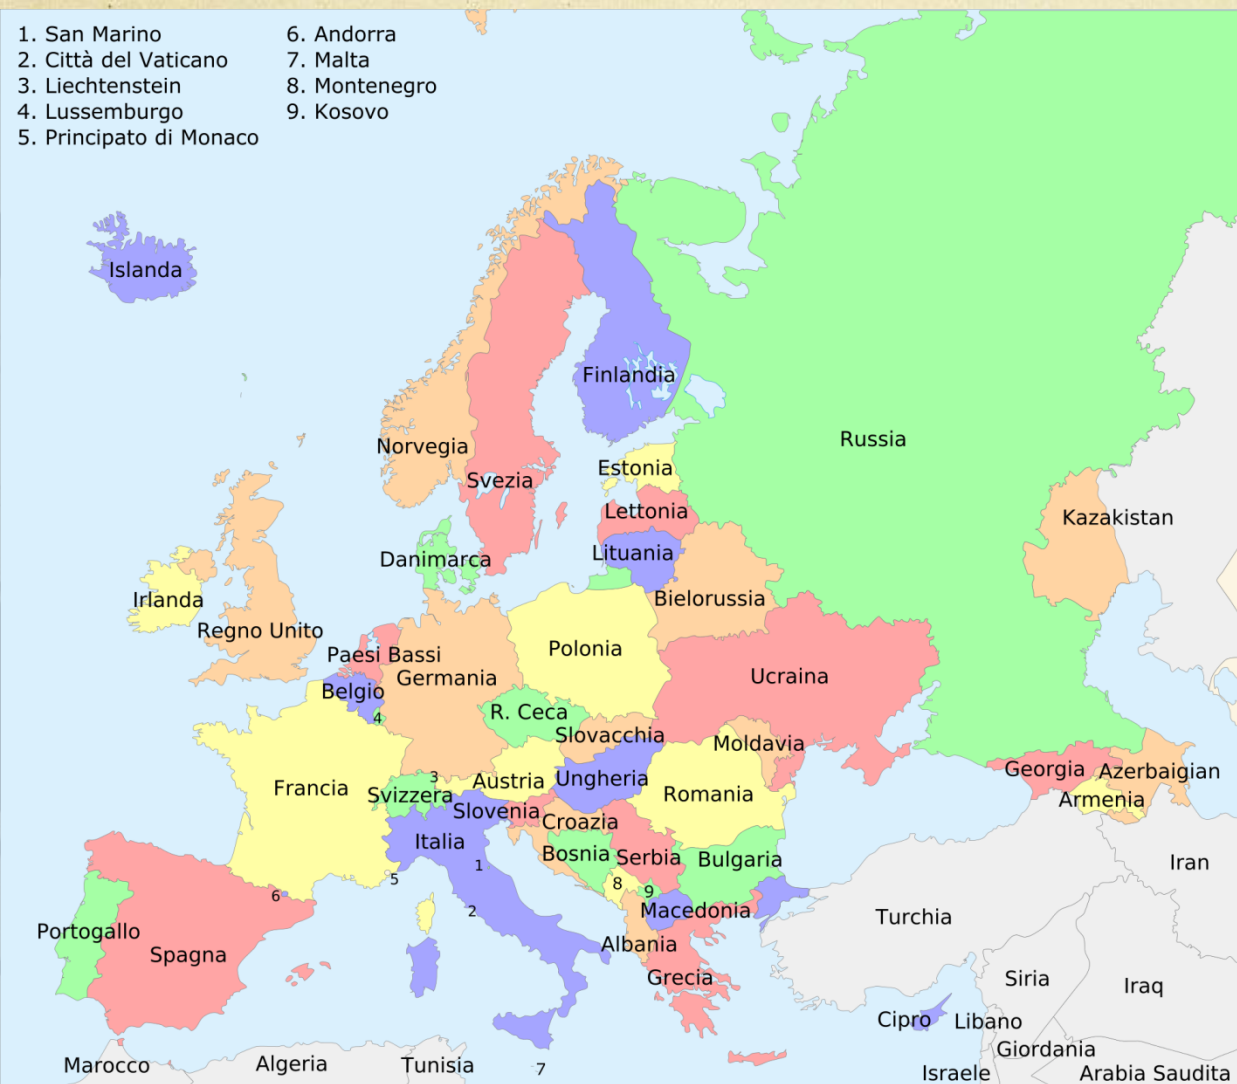 1. San Marino
2. Città del Vaticano
3. Liechtenstein
4. Lussemburgo
5. Principato di Monaco
6. Andorra
7. Malta
8. Montenegro
9. Kosovo
Islanda
Finlandia
Norvegia
Russia
Svezia
Estonia
Lettonia
Kazakistan
Danimarca
Lituania
Irlanda
Bielorussia
Regno Unito
Paesi Bassi
Polonia
Germania
Ucraina
Belgio
4
R. Ceca
Slovacchia
Moldavia
Francia
3
Svizzera
Austria
Ungheria
Romania
Georgia
Azerbaigian
Armenia
Slovenia
Croazia
Italia
Bosnia
Serbia
Bulgaria
Iran
1
5
8
9
6
2
Macedonia
Turchia
Portogallo
Spagna
Albania
Grecia
Siria
Iraq
Cipro
Libano
Giordania
Marocco
Algeria
Tunisia
7
Israele
Arabia Saudita